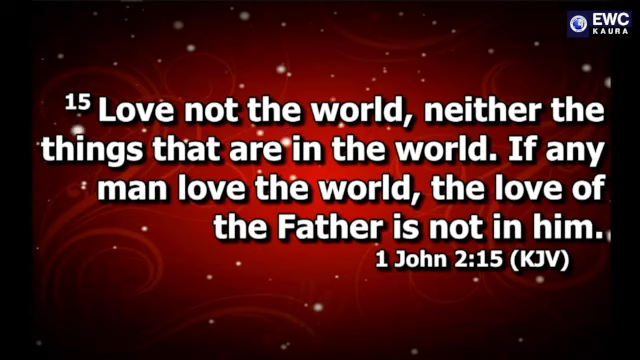 EWC
KAURA
15 Love not the world, neither the
things that are in the world. If any
man love the world, the love of
the Father is not in him.
1 John 2:15 (KJV)